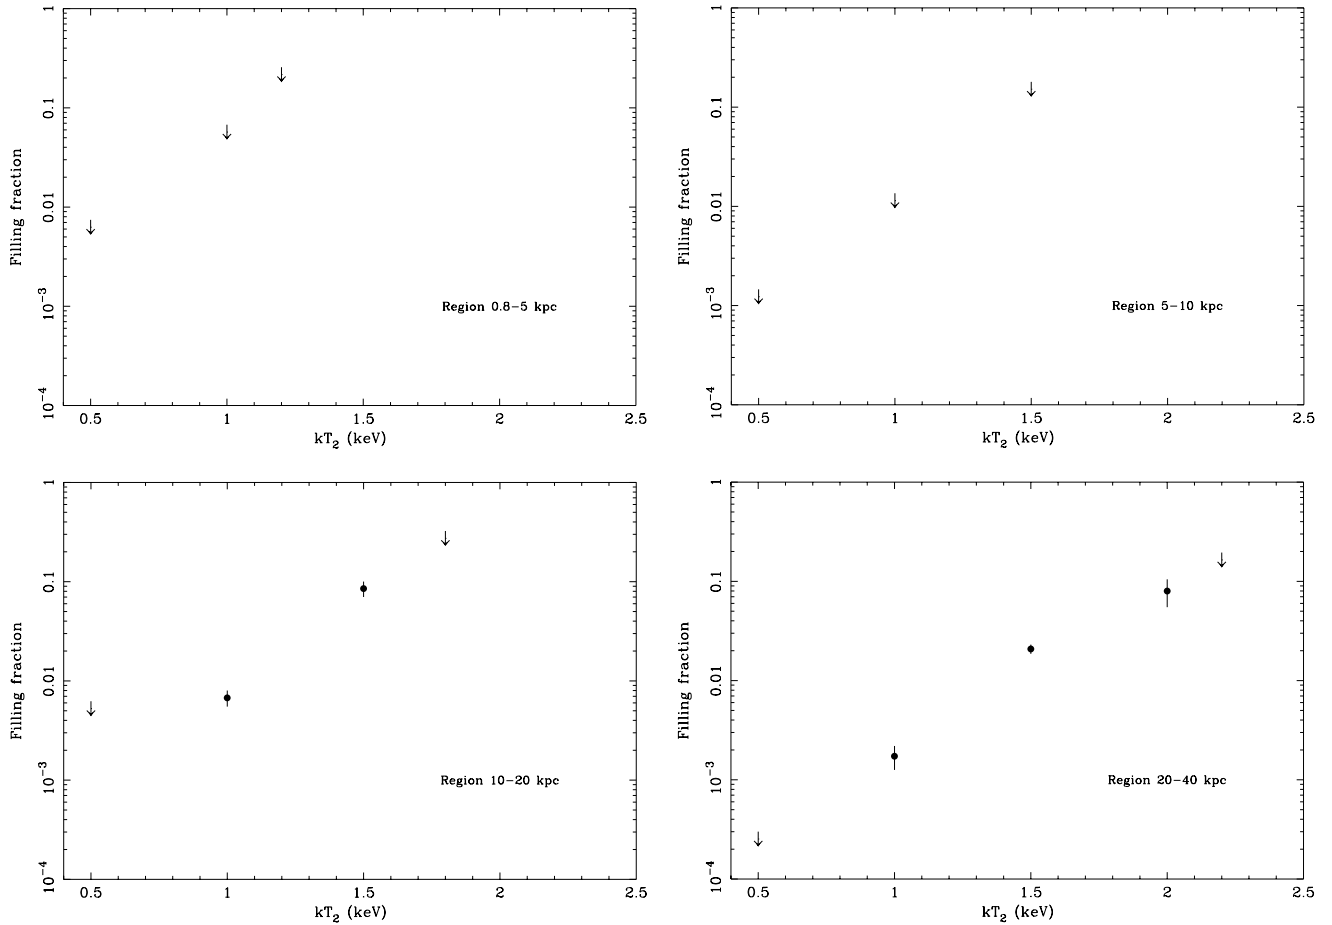 1
0.1
0.01
10−3
10−4
Filling fraction
Region 0.8−5 kpc
0.5 1 1.5 2 2.5
kT2 (keV)
1
0.1
0.01
10−3
10−4
Filling fraction
Region 5−10 kpc
0.5 1 1.5 2 2.5
kT2 (keV)
1
0.1
0.01
10−3
10−4
Filling fraction
Region 10−20 kpc
0.5 1 1.5 2 2.5
kT2 (keV)
1
0.1
0.01
10−3
10−4
Filling fraction
Region 20−40 kpc
0.5 1 1.5 2 2.5
kT2 (keV)